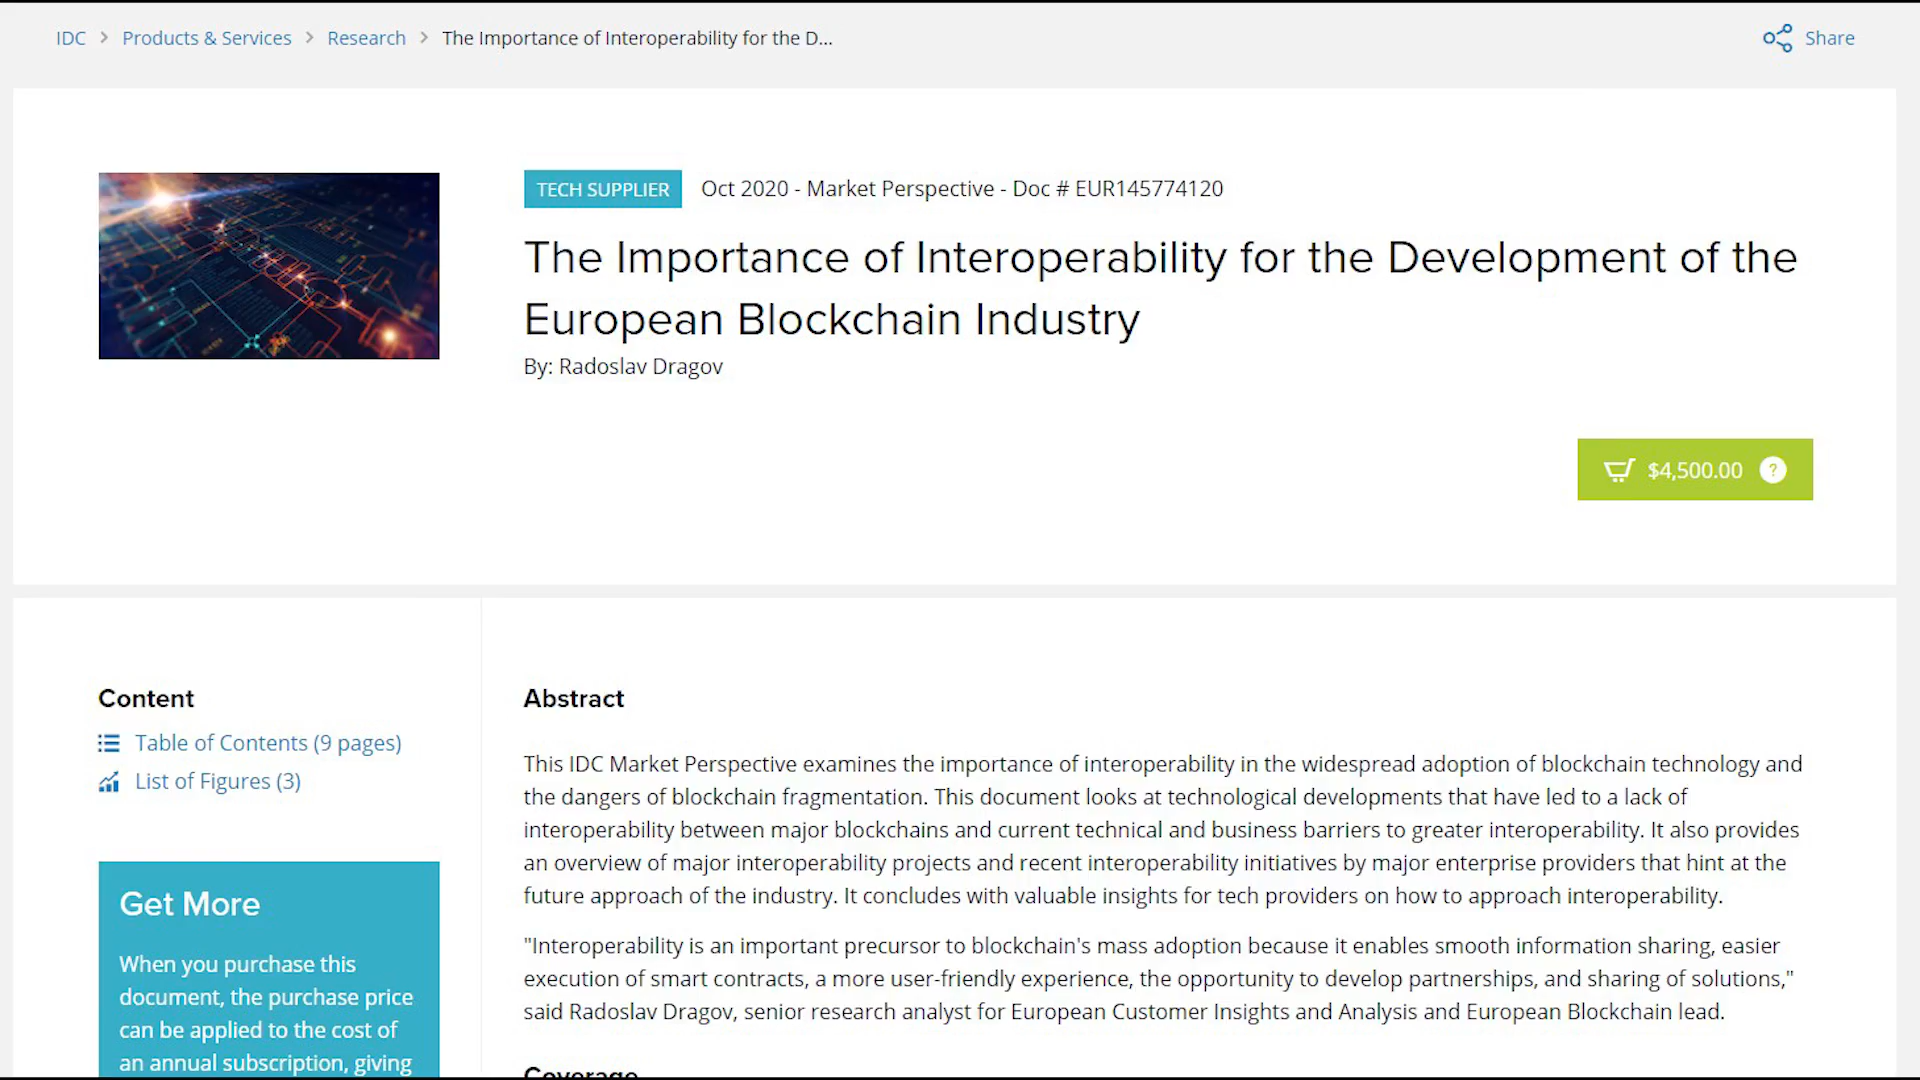 IDC > Products & Services > Research > The Importance of Interoperability for the D...
Share
TECH SUPPLIER Oct 2020 - Market Perspective - Doc # EUR145774120
The Importance of Interoperability for the Development of the
European Blockchain Industry
By: Radoslav Dragov
$4,500.00 ?
Content
Table of Contents (9 pages)
List of Figures (3)
Get More
When you purchase this
document, the purchase price
can be applied to the cost of
an annual subscription, giving
Abstract
This IDC Market Perspective examines the importance of interoperability in the widespread adoption of blockchain technology and
the dangers of blockchain fragmentation. This document looks at technological developments that have led to a lack of
interoperability between major blockchains and current technical and business barriers to greater interoperability. It also provides
an overview of major interoperability projects and recent interoperability initiatives by major enterprise providers that hint at the
future approach of the industry. It concludes with valuable insights for tech providers on how to approach interoperability.
"Interoperability is an important precursor to blockchain's mass adoption because it enables smooth information sharing, easier
execution of smart contracts, a more user-friendly experience, the opportunity to develop partnerships, and sharing of solutions,"
said Radoslav Dragov, senior research analyst for European Customer Insights and Analysis and European Blockchain lead.
Coverage